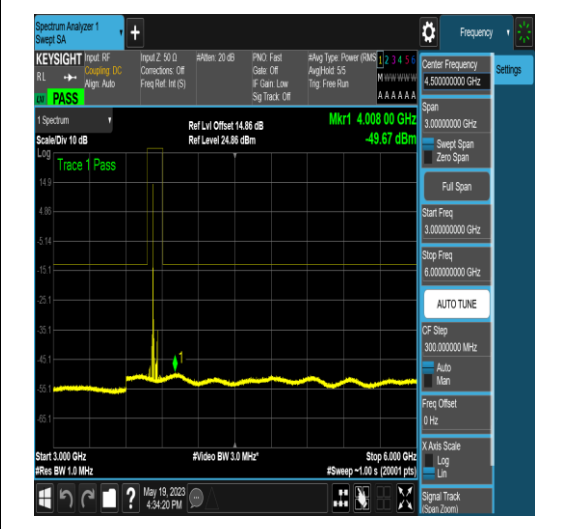 Spectrum Analyzer 1
Swept SA
Frequency
KEYSIGHT
Input: RF
Coupling: DC
Align: Auto
Input Z: 50 Ω
Corrections: Off
Freq Ref: Int (S)
#Atten: 20 dB
PNO: Fast
Gate: Off
IF Gain: Low
Sig Track: Off
#Avg Type: Power (RMS
Avg|Hold: 5/5
Trig: Free Run
1 2 3 4 5 6
M W W W W W
A A A A A A
RL
PASS
Center Frequency
4.500000000 GHz
Settings
Span
3.00000000 GHz
Swept Span
Zero Span
Full Span
Start Freq
3.000000000 GHz
Stop Freq
6.000000000 GHz
AUTO TUNE
CF Step
300.000000 MHz
Auto
Man
Freq Offset
0 Hz
X Axis Scale
Log
Lin
Signal Track
(Span Zoom)
1 Spectrum
Scale/Div 10 dB
Ref Lvl Offset 14.86 dB
Ref Level 24.86 dBm
Mkr1 4.008 00 GHz
-49.67 dBm
Log
Trace 1 Pass
14.9
4.86
-5.14
-15.1
-25.1
-35.1
-45.1
-55.1
-65.1
1
Start 3.000 GHz
#Res BW 1.0 MHz
#Video BW 3.0 MHz*
Stop 6.000 GHz
#Sweep ~1.00 s (20001 pts)
May 19, 2023
4:34:20 PM